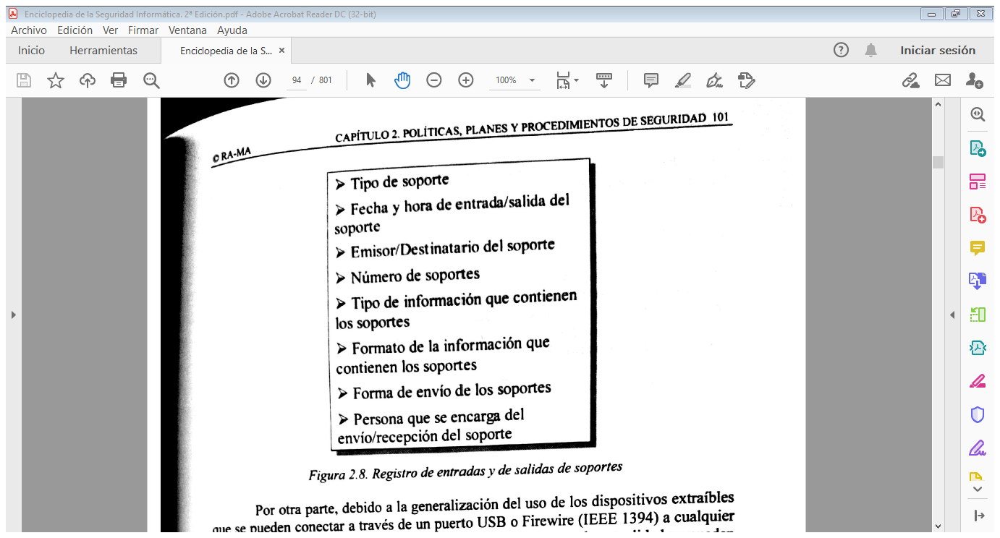 Enciclopedia de la Seguridad Informática. 2ª Edición.pdf - Adobe Acrobat Reader DC (32-bit)
Archivo Edición Ver Firmar Ventana Ayuda
Inicio Herramientas Enciclopedia de la S... × Iniciar sesión
94 / 801 100%
CAPÍTULO 2. POLÍTICAS, PLANES Y PROCEDIMIENTOS DE SEGURIDAD 101
© RA-MA
➤ Tipo de soporte
➤ Fecha y hora de entrada/salida del
soporte
➤ Emisor/Destinatario del soporte
➤ Número de soportes
➤ Tipo de información que contienen
los soportes
➤ Formato de la información que
contienen los soportes
➤ Forma de envío de los soportes
➤ Persona que se encarga del
envío/recepción del soporte
Figura 2.8. Registro de entradas y de salidas de soportes
Por otra parte, debido a la generalización del uso de los dispositivos extraíbles
que se pueden conectar a través de un puerto USB o Firewire (IEEE 1394) a cualquier